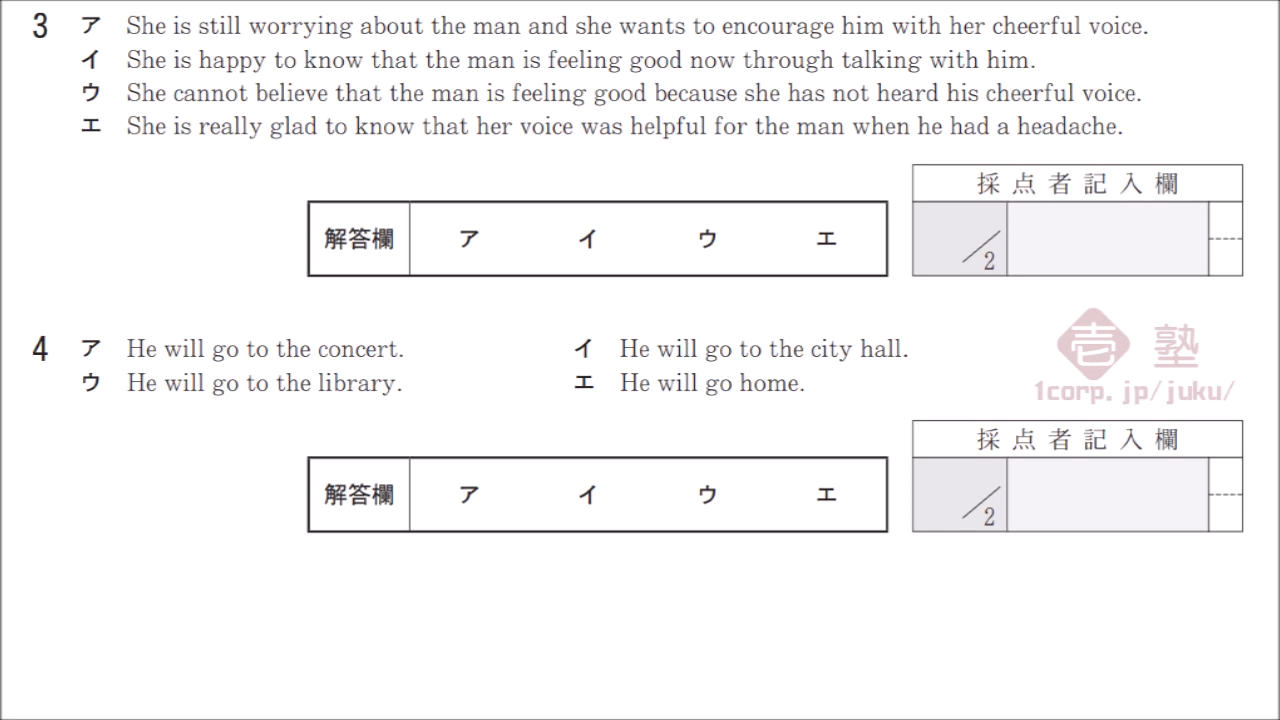 3 ア She is still worrying about the man and she wants to encourage him with her cheerful voice.
イ She is happy to know that the man is feeling good now through talking with him.
ウ She cannot believe that the man is feeling good because she has not heard his cheerful voice.
エ She is really glad to know that her voice was helpful for the man when he had a headache.
採点者記入欄
解答欄 ア イ ウ エ
/2
4 ア He will go to the concert. イ He will go to the city hall.
ウ He will go to the library. エ He will go home.
壱塾
1corp.jp/juku/
採点者記入欄
解答欄 ア イ ウ エ
/2